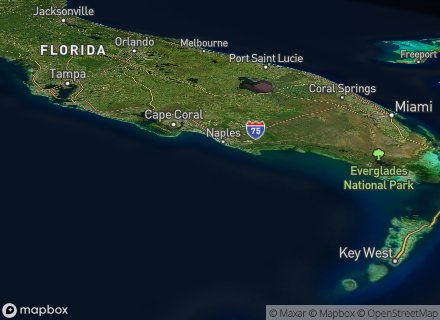 Jacksonville
Orlando
Melbourne
FLORIDA
Freeport
Port Saint Lucie
Tampa
Coral Springs
Miami
Cape Coral
Naples
75
Everglades
National Park
Key West
mapbox
© Maxar © Mapbox © OpenStreetMap